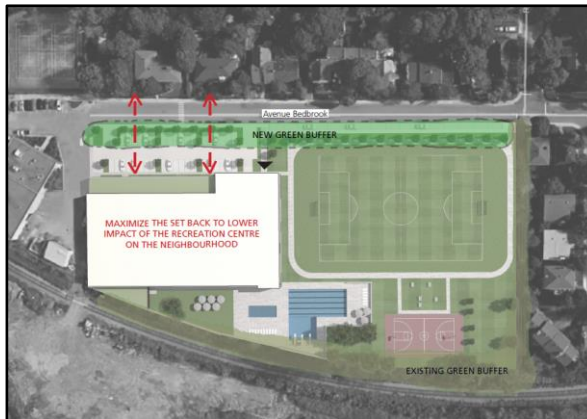 Avenue Bedbrook
NEW GREEN BUFFER
MAXIMIZE THE SET BACK TO LOWER
IMPACT OF THE RECREATION CENTRE
ON THE NEIGHBOURHOOD
EXISTING GREEN BUFFER